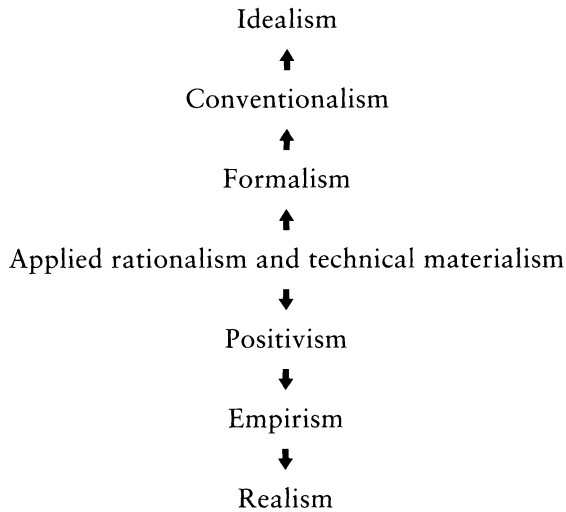 Idealism
Conventionalism
Formalism
Applied rationalism and technical materialism
Positivism
Empirism
Realism